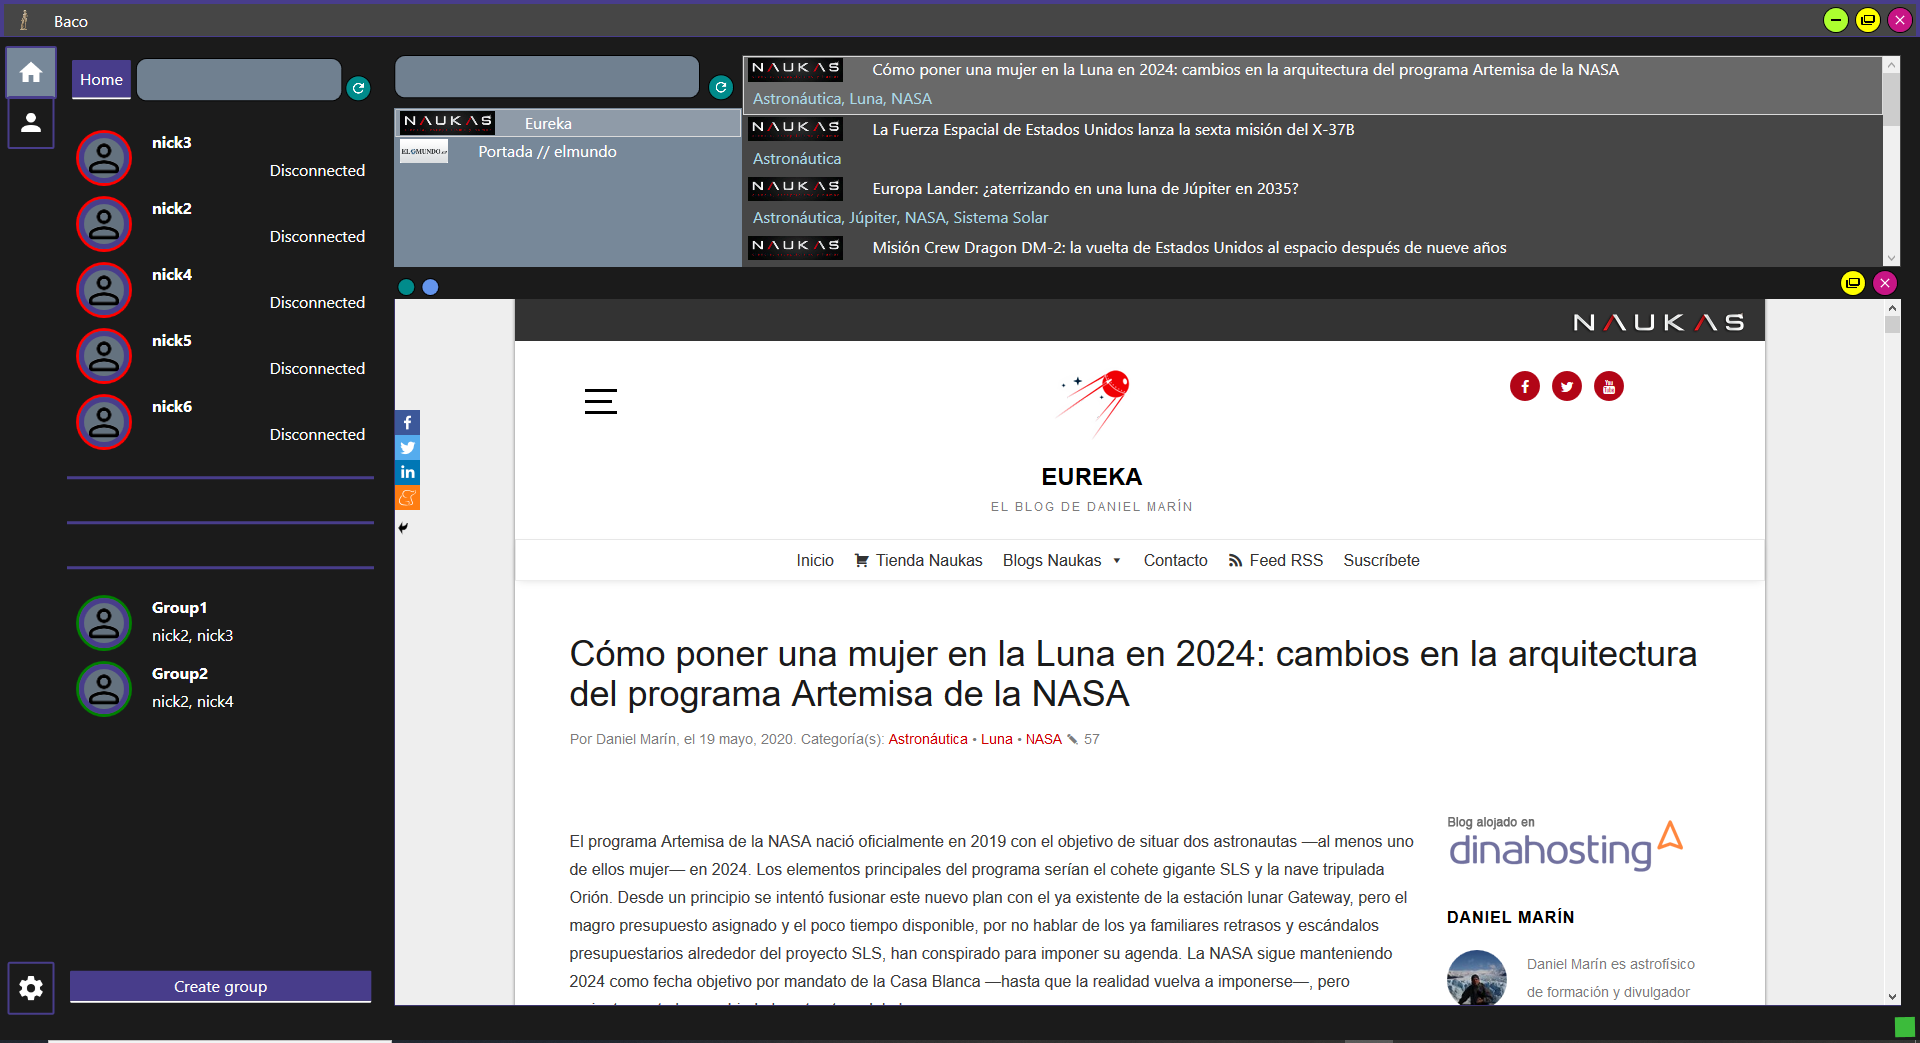 Baco
Home
nick3
Disconnected
nick2
Disconnected
nick4
Disconnected
nick5
Disconnected
nick6
Disconnected
Group1
nick2, nick3
Group2
nick2, nick4
Create group
NAUKAS Eureka
EL MUNDO Portada // elmundo
NAUKAS Cómo poner una mujer en la Luna en 2024: cambios en la arquitectura del programa Artemisa de la NASA
Astronáutica, Luna, NASA
NAUKAS La Fuerza Espacial de Estados Unidos lanza la sexta misión del X-37B
Astronáutica
NAUKAS Europa Lander: ¿aterrizando en una luna de Júpiter en 2035?
Astronáutica, Júpiter, NASA, Sistema Solar
NAUKAS Misión Crew Dragon DM-2: la vuelta de Estados Unidos al espacio después de nueve años
NAUKAS
EUREKA
EL BLOG DE DANIEL MARÍN
Inicio Tienda Naukas Blogs Naukas Contacto Feed RSS Suscríbete
Cómo poner una mujer en la Luna en 2024: cambios en la arquitectura
del programa Artemisa de la NASA
Por Daniel Marín, el 19 mayo, 2020. Categoría(s): Astronáutica • Luna • NASA 57
El programa Artemisa de la NASA nació oficialmente en 2019 con el objetivo de situar dos astronautas —al menos uno
de ellos mujer— en 2024. Los elementos principales del programa serían el cohete gigante SLS y la nave tripulada
Orión. Desde un principio se intentó fusionar este nuevo plan con el ya existente de la estación lunar Gateway, pero el
magro presupuesto asignado y el poco tiempo disponible, por no hablar de los ya familiares retrasos y escándalos
presupuestarios alrededor del proyecto SLS, han conspirado para imponer su agenda. La NASA sigue manteniendo
2024 como fecha objetivo por mandato de la Casa Blanca —hasta que la realidad vuelva a imponerse—, pero
Blog alojado en
dinahosting
DANIEL MARÍN
Daniel Marín es astrofísico
de formación y divulgador